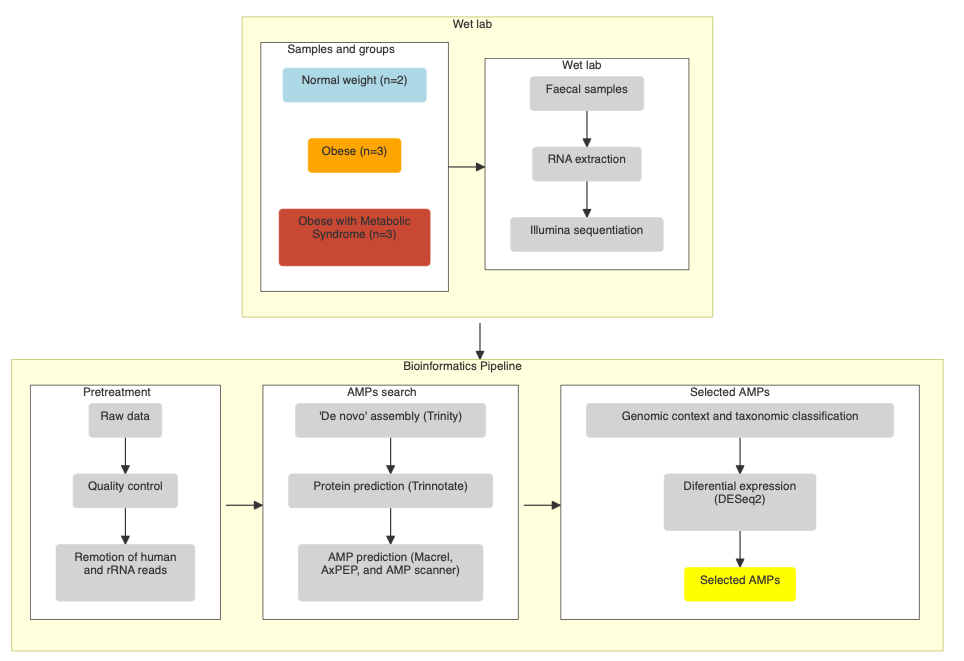 Wet lab
Samples and groups
Normal weight (n=2)
Obese (n=3)
Obese with Metabolic
Syndrome (n=3)
Wet lab
Faecal samples
RNA extraction
Illumina sequentiation
Bioinformatics Pipeline
Pretreatment
Raw data
Quality control
Remotion of human
and rRNA reads
AMPs search
'De novo' assembly (Trinity)
Protein prediction (Trinnotate)
AMP prediction (Macrel,
AxPEP, and AMP scanner)
Selected AMPs
Genomic context and taxonomic classification
Diferential expression
(DESeq2)
Selected AMPs